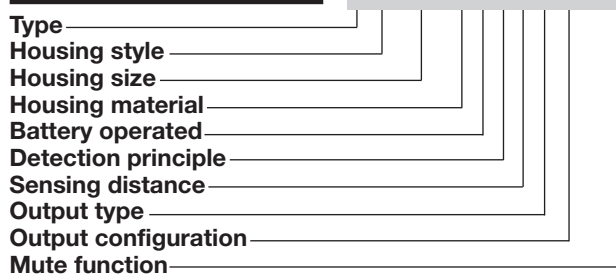 Type
Housing style
Housing size
Housing material
Battery operated
Detection principle
Sensing distance
Output type
Output configuration
Mute function